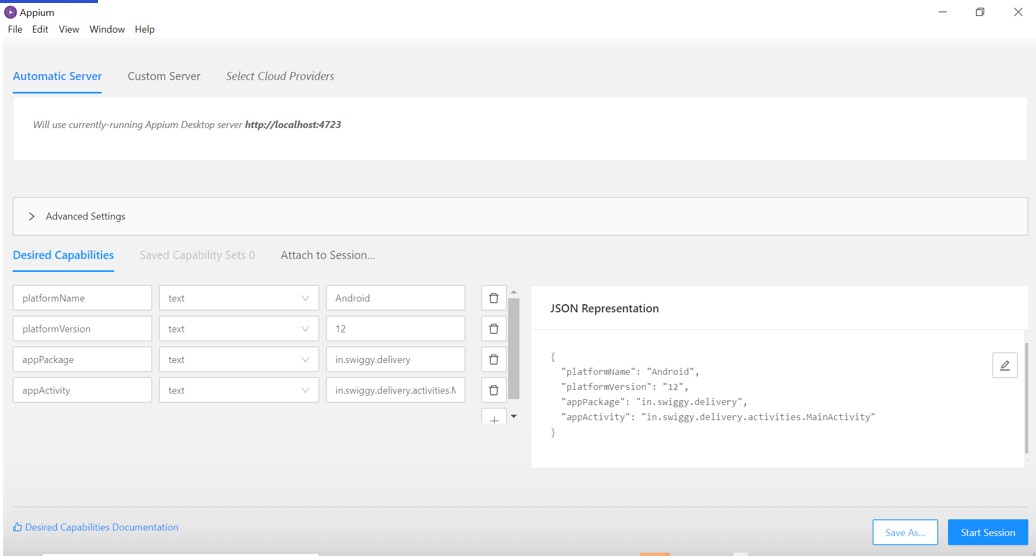 Appium
File Edit View Window Help
Automatic Server Custom Server Select Cloud Providers
Will use currently-running Appium Desktop server http://localhost:4723
Advanced Settings
Desired Capabilities Saved Capability Sets 0 Attach to Session...
platformName text Android
platformVersion text 12
appPackage text in.swiggy.delivery
appActivity text in.swiggy.delivery.activities.M
JSON Representation
{
"platformName": "Android",
"platformVersion": "12",
"appPackage": "in.swiggy.delivery",
"appActivity": "in.swiggy.delivery.activities.MainActivity"
}
Desired Capabilities Documentation
Save As... Start Session